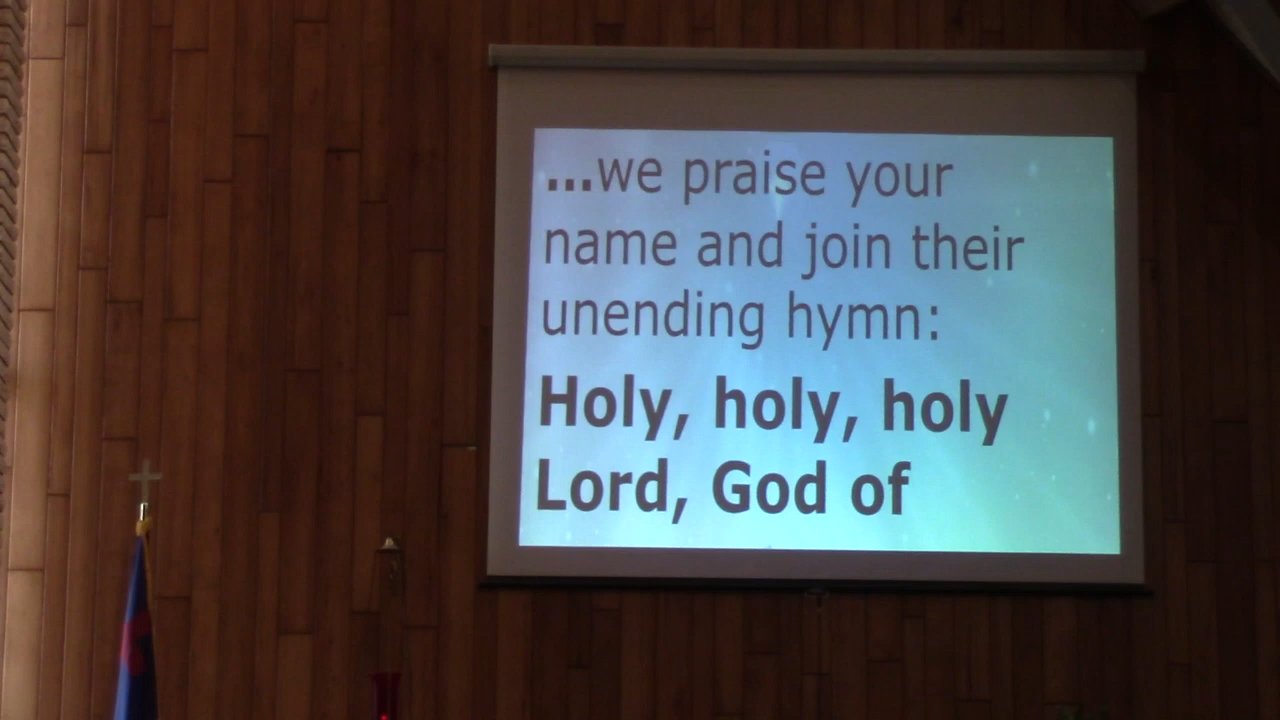 ...we praise your
name and join their
unending hymn:
Holy, holy, holy
Lord, God of